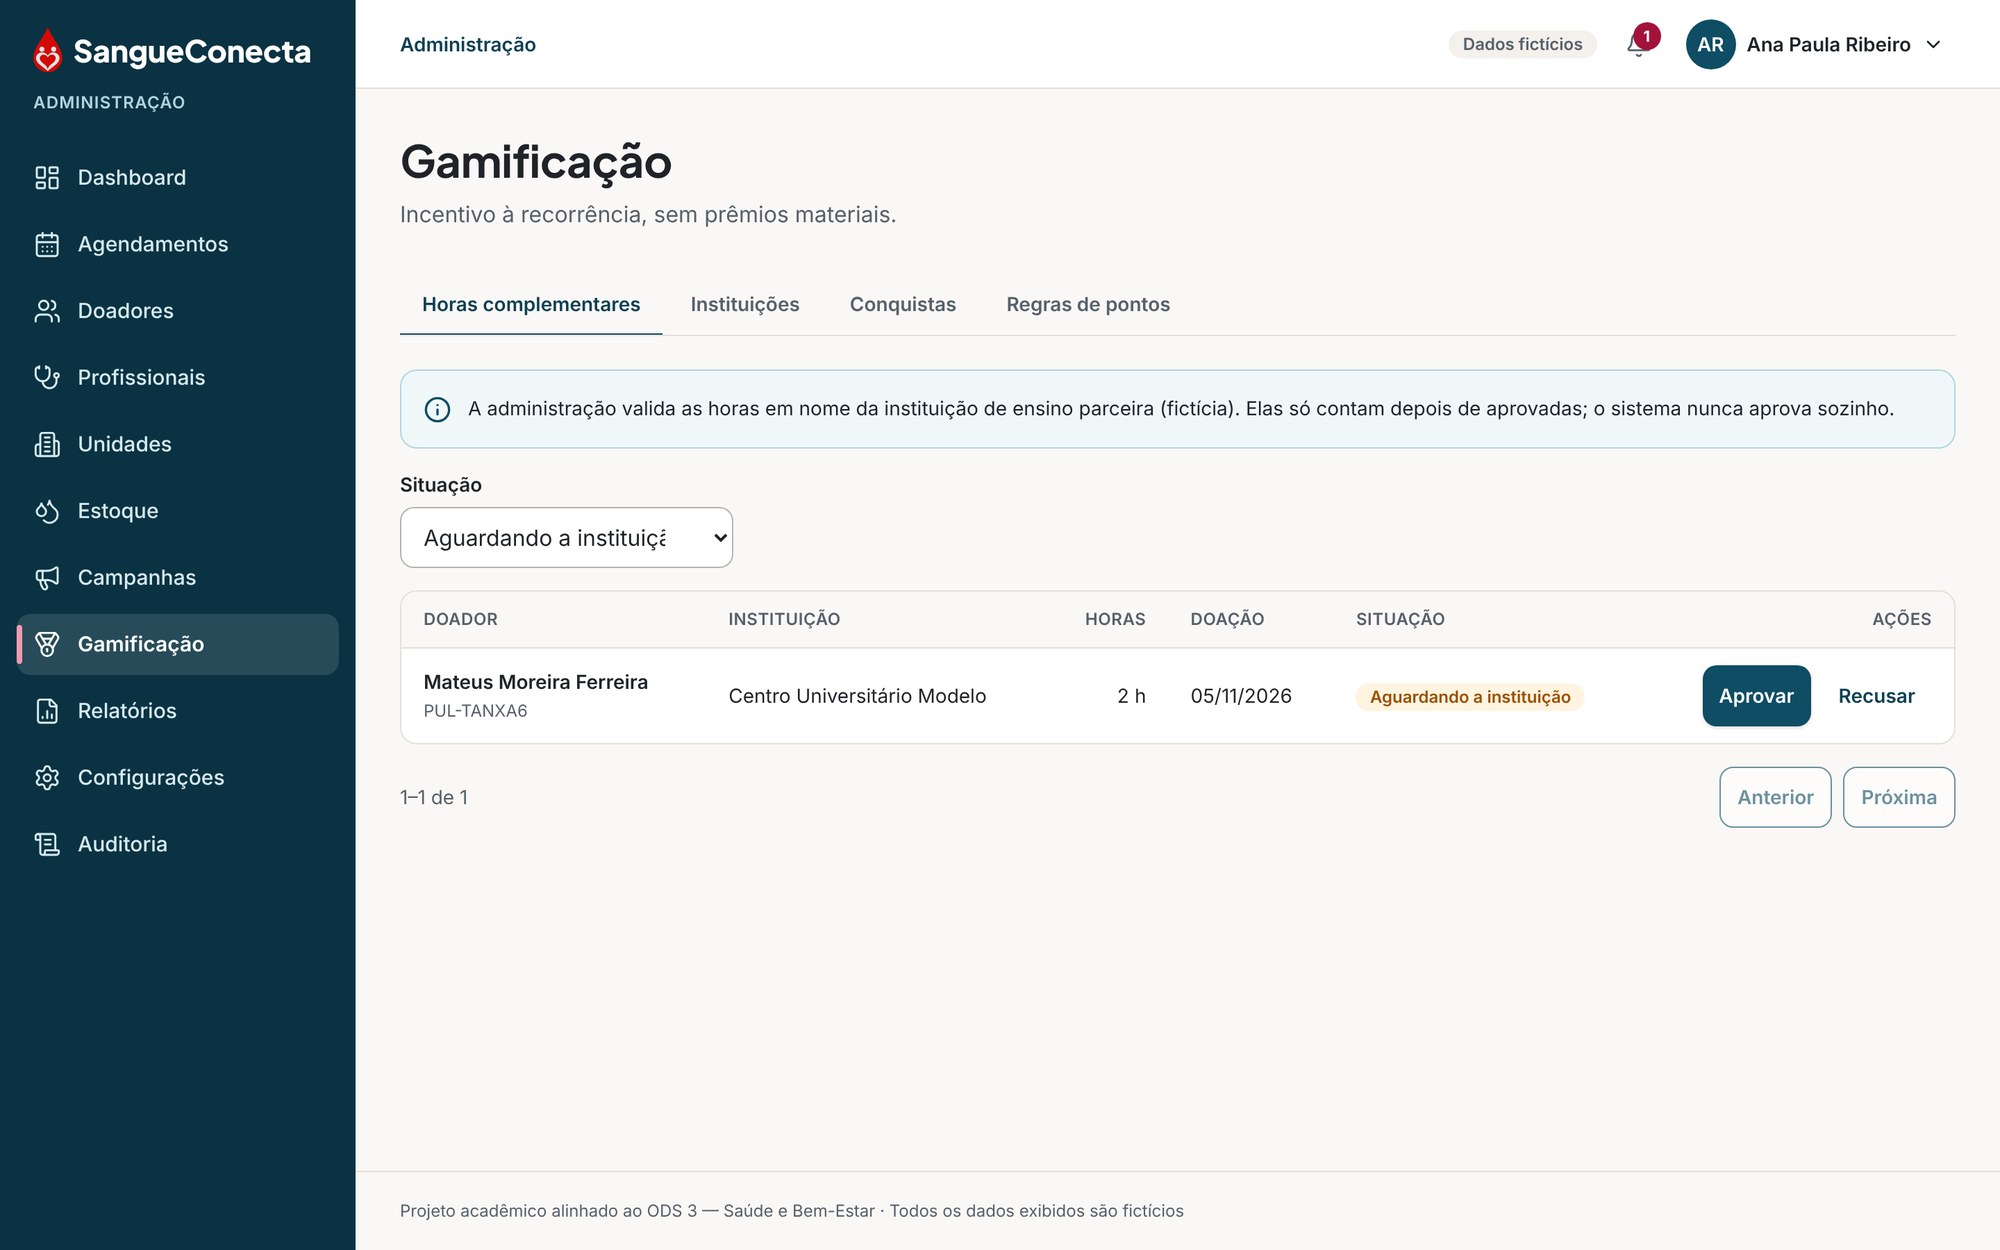 SangueConecta
ADMINISTRAÇÃO
Dashboard
Agendamentos
Doadores
Profissionais
Unidades
Estoque
Campanhas
Gamificação
Relatórios
Configurações
Auditoria
Administração
Dados fictícios
1
AR
Ana Paula Ribeiro
Gamificação
Incentivo à recorrência, sem prêmios materiais.
Horas complementares
Instituições
Conquistas
Regras de pontos
A administração valida as horas em nome da instituição de ensino parceira (fictícia). Elas só contam depois de aprovadas; o sistema nunca aprova sozinho.
Situação
Aguardando a instituiçã
DOADOR INSTITUIÇÃO HORAS DOAÇÃO SITUAÇÃO AÇÕES
Mateus Moreira Ferreira
PUL-TANXA6
Centro Universitário Modelo 2 h 05/11/2026 Aguardando a instituição Aprovar Recusar
1–1 de 1
Anterior
Próxima
Projeto acadêmico alinhado ao ODS 3 — Saúde e Bem-Estar · Todos os dados exibidos são fictícios